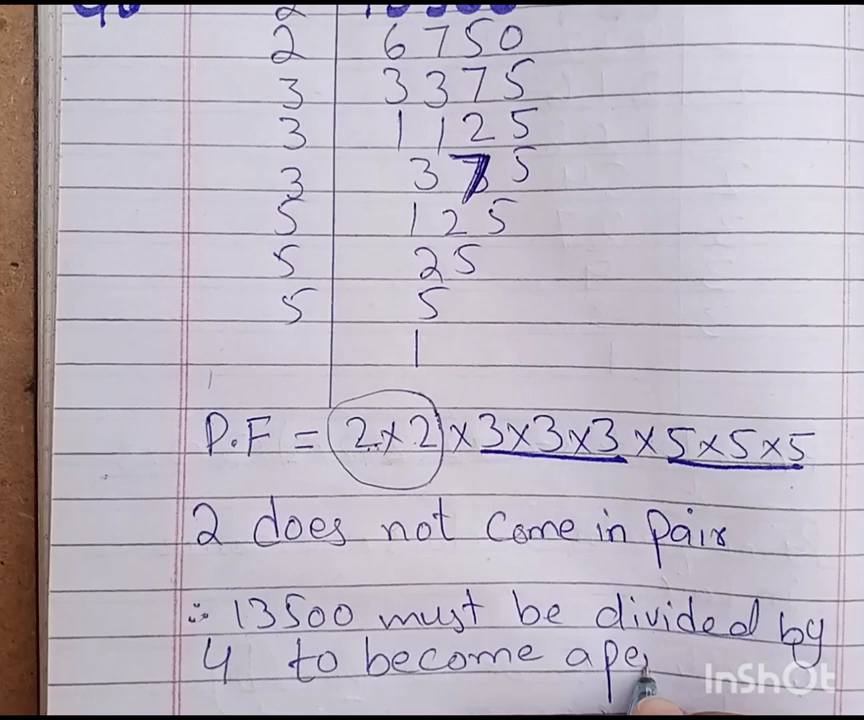 2 6750
3 3375
3 1125
3 375
5 125
5 25
5 5
1
P.F = 2 × 2 × 3×3×3 × 5×5×5
2 does not come in pair
∴ 13500 must be divided by
4 to become a pe
InShOt